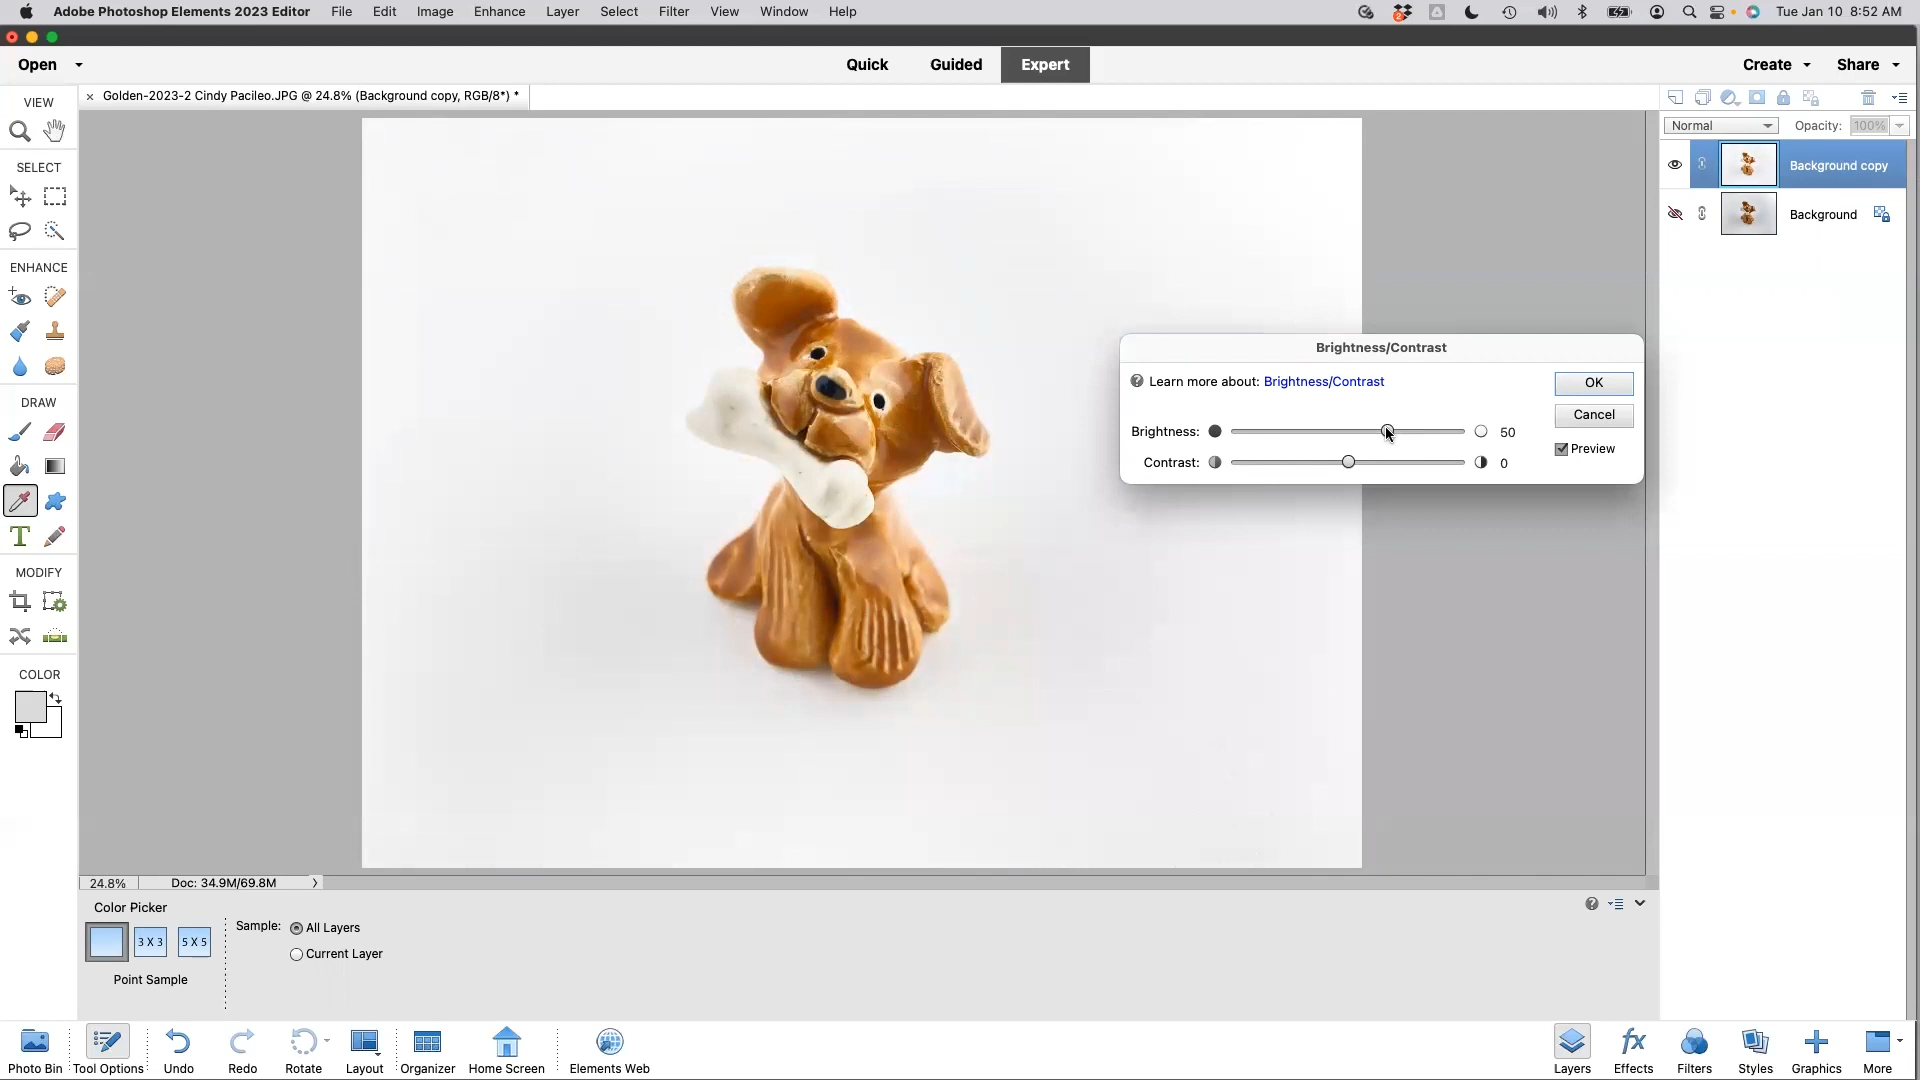 Adobe Photoshop Elements 2023 Editor File Edit Image Enhance Layer Select Filter View Window Help
2
Tue Jan 10 8:52 AM
Open Quick Guided Expert Create Share
× Golden-2023-2 Cindy Pacileo.JPG @ 24.8% (Background copy, RGB/8*) *
VIEW
SELECT
ENHANCE
DRAW
T
MODIFY
COLOR
Normal Opacity: 100%
Background copy
Background
Brightness/Contrast
? Learn more about: Brightness/Contrast
OK
Cancel
Brightness: 50
Preview
Contrast: 0
24.8% Doc: 34.9M/69.8M >
Color Picker
3 X 3 5 X 5
Point Sample
Sample: All Layers
Current Layer
?
fx
Photo Bin Tool Options Undo Redo Rotate Layout Organizer Home Screen Elements Web Layers Effects Filters Styles Graphics More